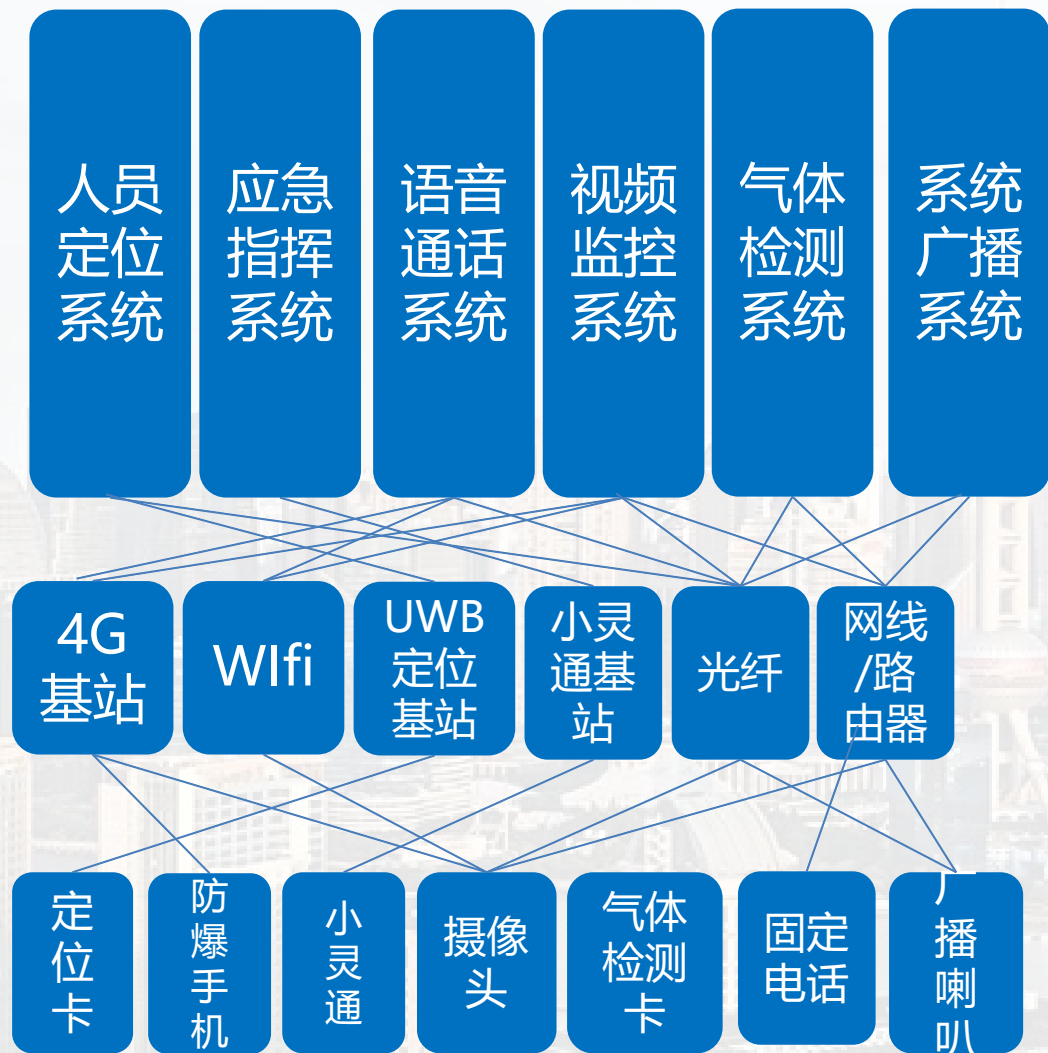 人员
定位
系统
应急
指挥
系统
语音
通话
系统
视频
监控
系统
气体
检测
系统
系统
广播
系统
4G
基站
WIfi
UWB
定位
基站
小灵
通基
站
光纤
网线
/路
由器
定
位
卡
防
爆
手
机
小
灵
通
摄像
头
气体
检测
卡
固定
电话
广
播
喇
叭